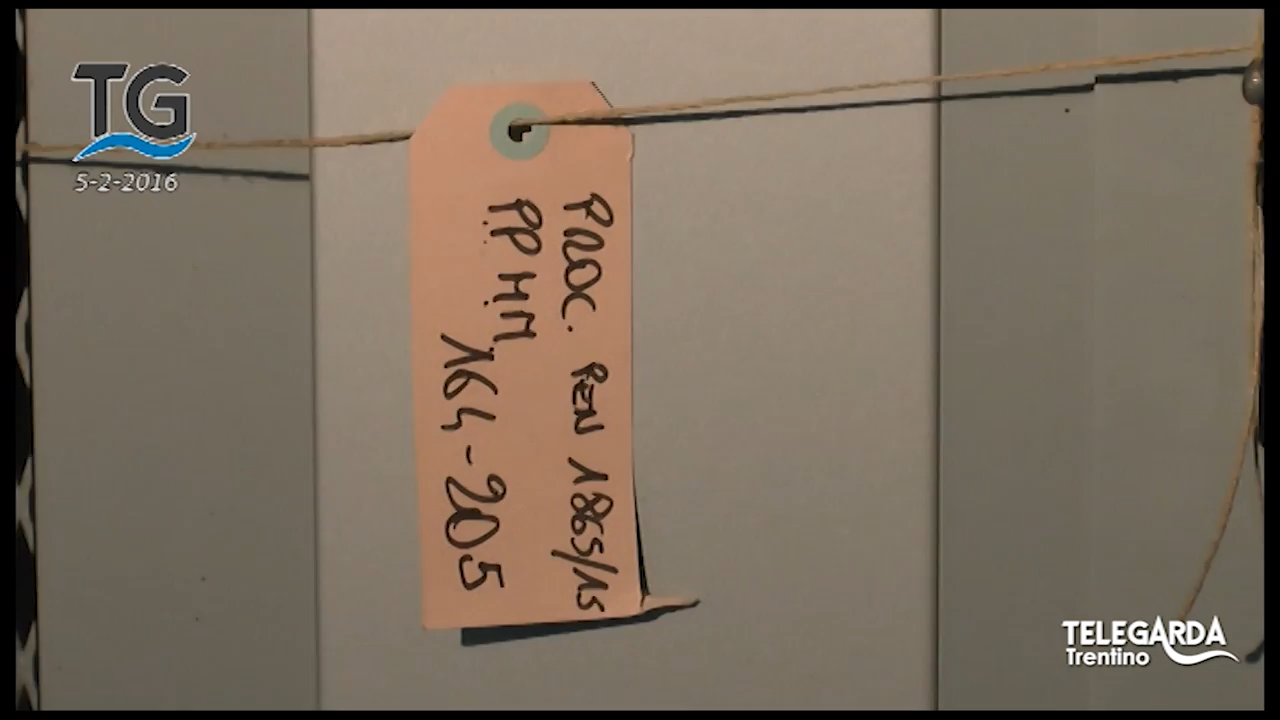 TG
5-2-2016
PROC. PEN 1865/15
PP MM
164-205
TELEGARDA
Trentino